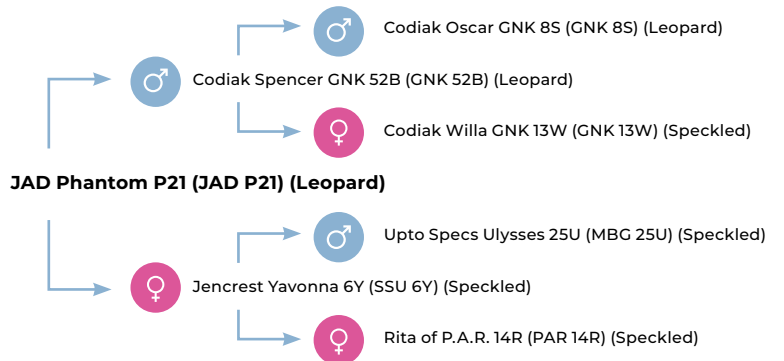 Codiak Oscar GNK 8S (GNK 8S) (Leopard)
Codiak Spencer GNK 52B (GNK 52B) (Leopard)
Codiak Willa GNK 13W (GNK 13W) (Speckled)
JAD Phantom P21 (JAD P21) (Leopard)
Upto Specs Ulysses 25U (MBG 25U) (Speckled)
Jencrest Yavonna 6Y (SSU 6Y) (Speckled)
Rita of P.A.R. 14R (PAR 14R) (Speckled)